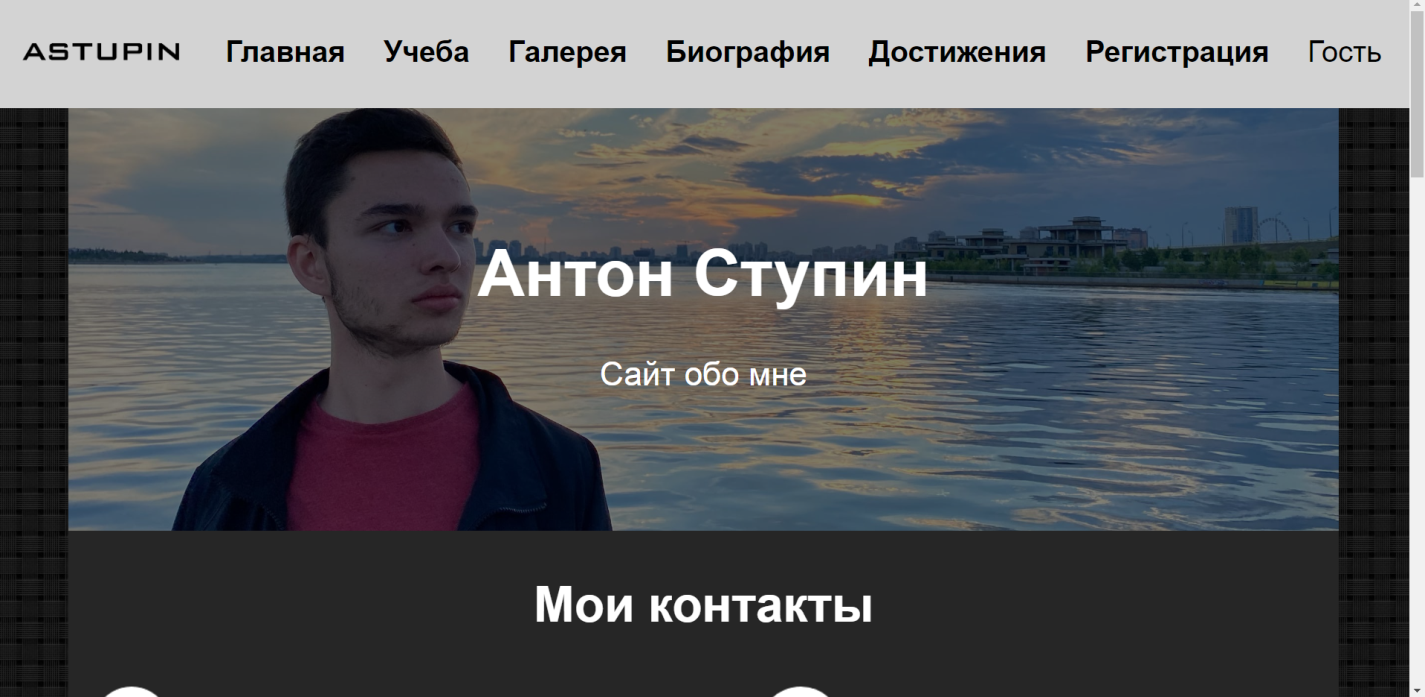 ASTUPIN Главная Учеба Галерея Биография Достижения Регистрация Гость
Антон Ступин
Сайт обо мне
Мои контакты